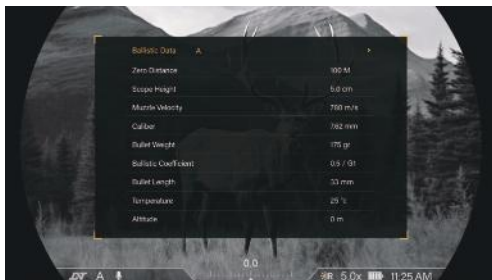 Ballistic Data A
Zero Distance 100 M
Scope Height 5.0 cm
Muzzle Velocity 760 m/s
Caliber 7.62 mm
Bullet Weight 175 gr
Ballistic Coefficient 0.5 / G1
Bullet Length 33 mm
Temperature 25 °c
Altitude 0 m
0.0
A R 5.0x 11:25 AM